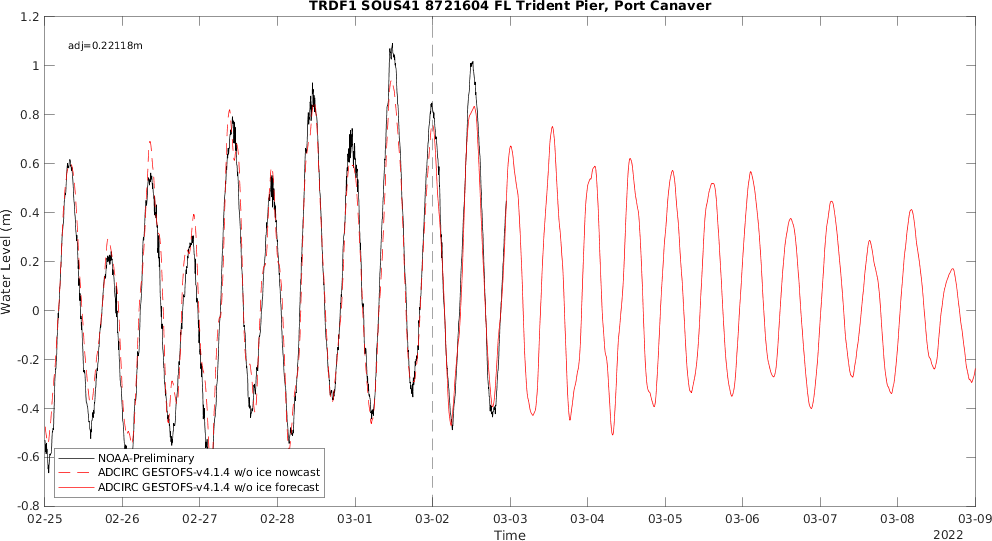 TRDF1 SOUS41 8721604 FL Trident Pier, Port Canaver
adj=0.22118m
Water Level (m)
1.2
1
0.8
0.6
0.4
0.2
0
-0.2
-0.4
-0.6
-0.8
NOAA-Preliminary
ADCIRC GESTOFS-v4.1.4 w/o ice nowcast
ADCIRC GESTOFS-v4.1.4 w/o ice forecast
02-25 02-26 02-27 02-28 03-01 03-02 03-03 03-04 03-05 03-06 03-07 03-08 03-09
Time
2022